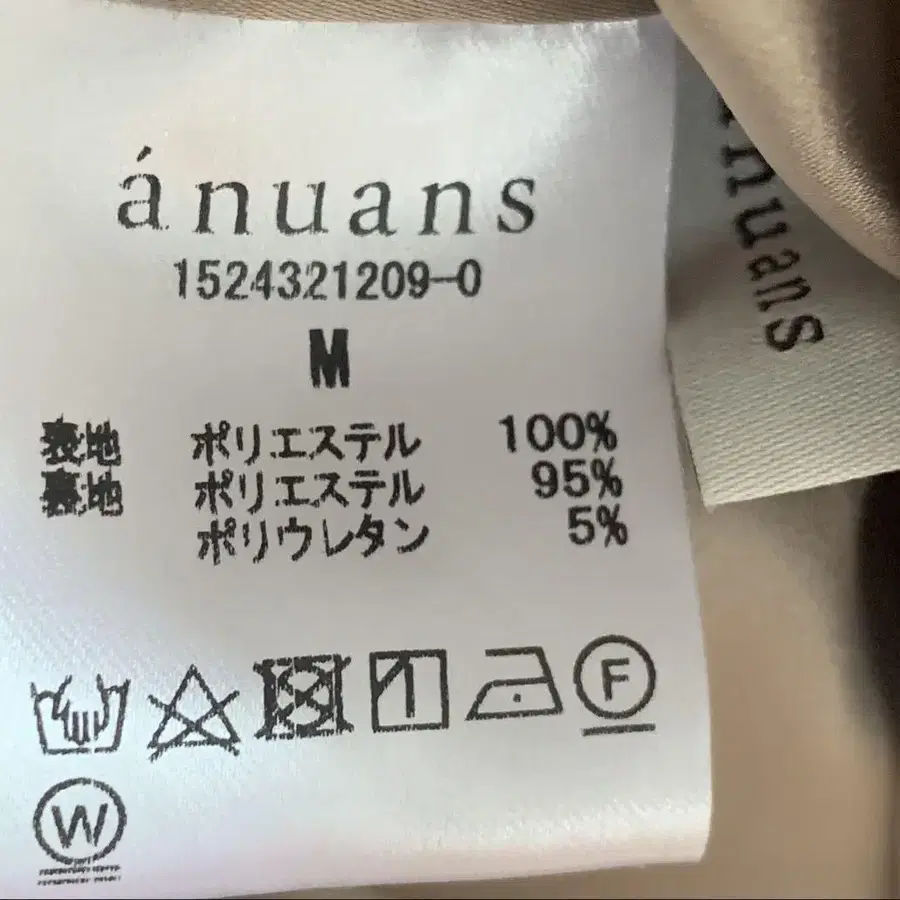 ánuans
1524321209-0
M
表地 ポリエステル 100%
裏地 ポリエステル 95%
ポリウレタン 5%
F
W
nuans